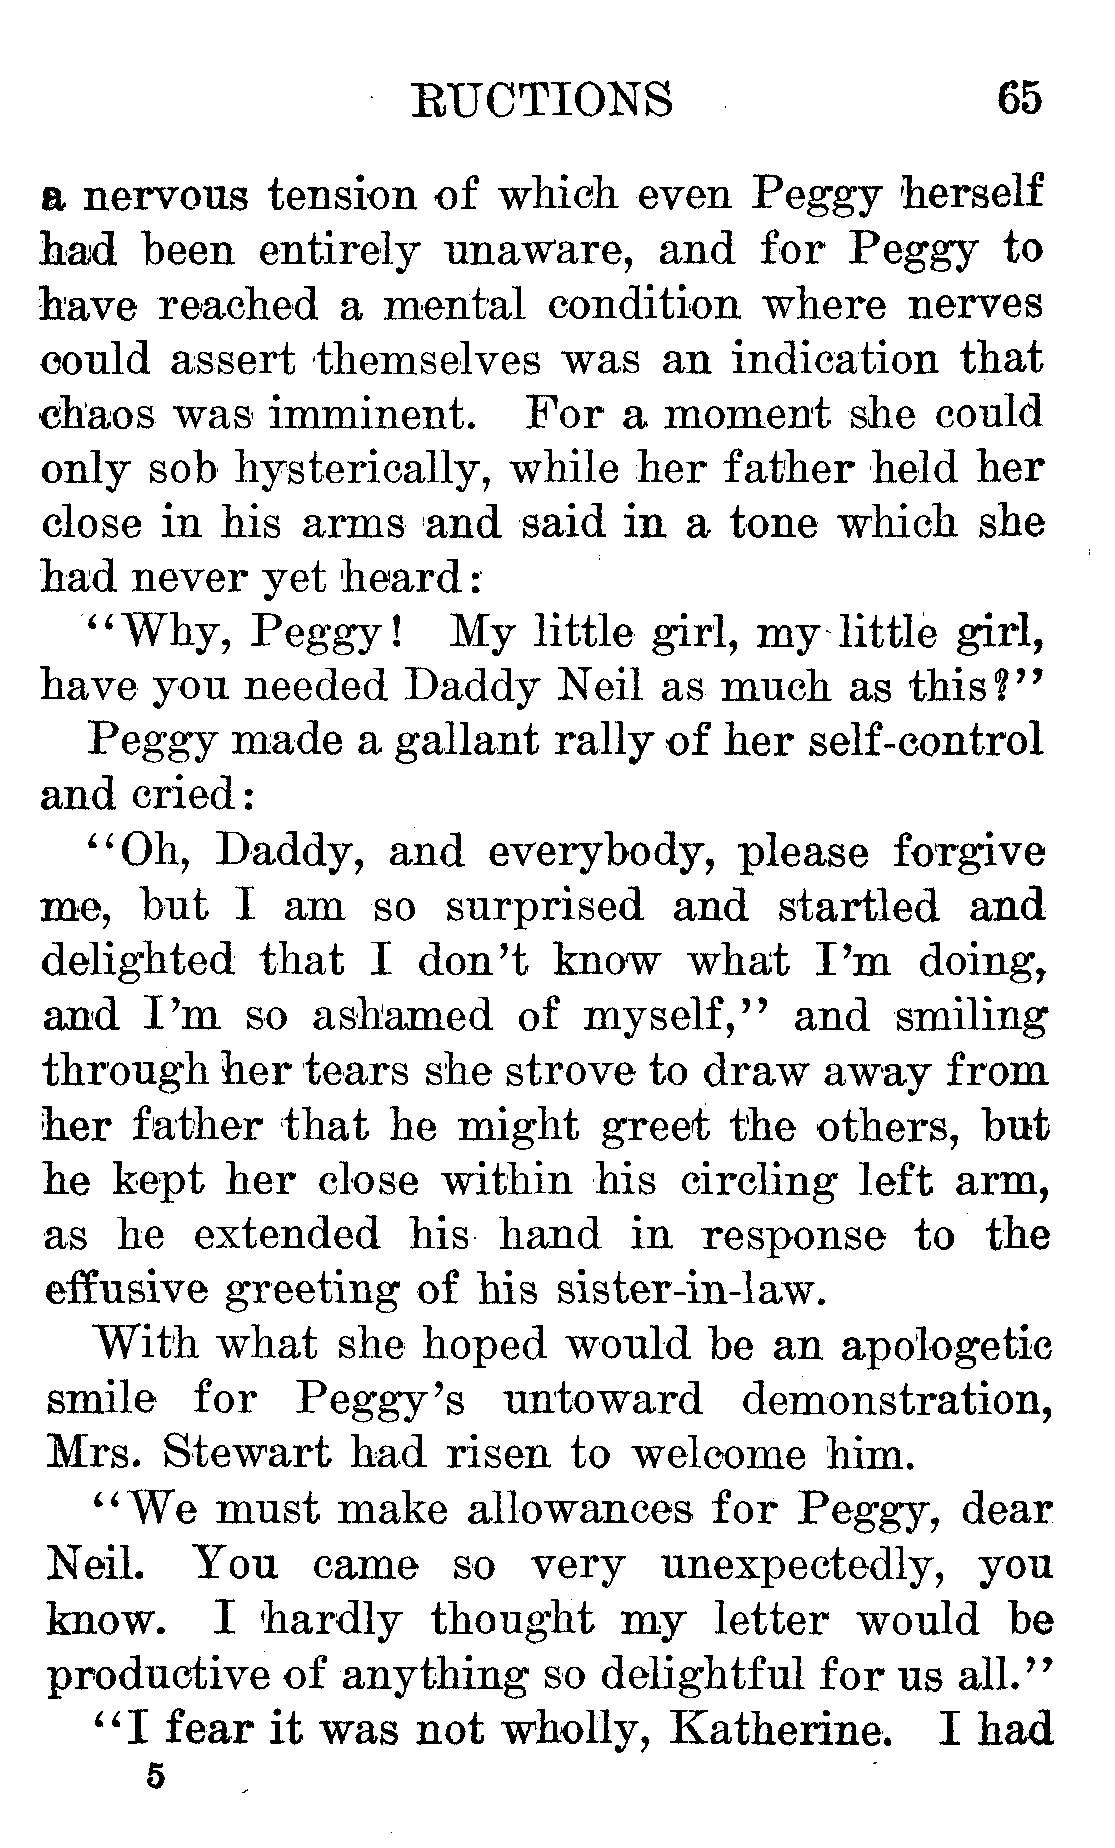 RUCTIONS 65
a nervous tension of which even Peggy herself
had been entirely unaware, and for Peggy to
have reached a mental condition where nerves
could assert themselves was an indication that
chaos was imminent. For a moment she could
only sob hysterically, while her father held her
close in his arms and said in a tone which she
had never yet heard:
“Why, Peggy! My little girl, my little girl,
have you needed Daddy Neil as much as this?”
Peggy made a gallant rally of her self-control
and cried:
“Oh, Daddy, and everybody, please forgive
me, but I am so surprised and startled and
delighted that I don’t know what I’m doing,
and I’m so ashamed of myself,” and smiling
through her tears she strove to draw away from
her father that he might greet the others, but
he kept her close within his circling left arm,
as he extended his hand in response to the
effusive greeting of his sister-in-law.
With what she hoped would be an apologetic
smile for Peggy’s untoward demonstration,
Mrs. Stewart had risen to welcome him.
“We must make allowances for Peggy, dear
Neil. You came so very unexpectedly, you
know. I hardly thought my letter would be
productive of anything so delightful for us all.”
“I fear it was not wholly, Katherine. I had
5